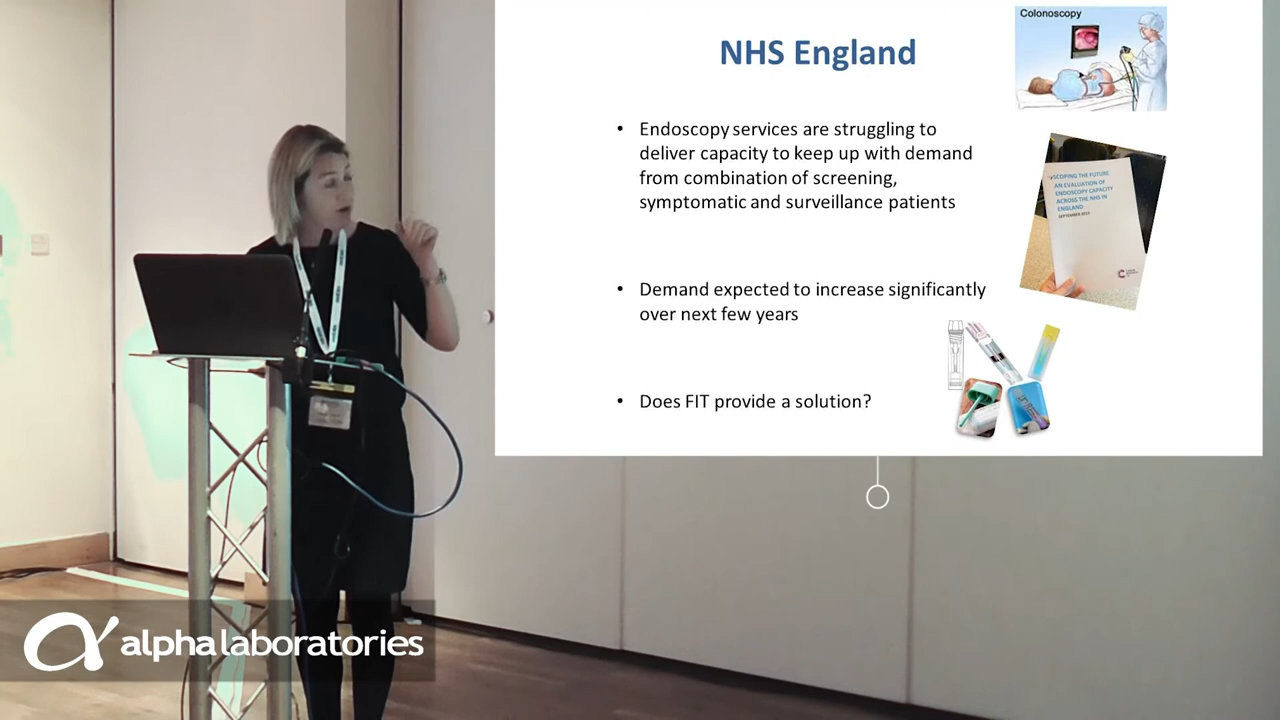 NHS England
Colonoscopy
• Endoscopy services are struggling to
deliver capacity to keep up with demand
from combination of screening,
symptomatic and surveillance patients
SCOPING THE FUTURE
AN EVALUATION OF
ENDOSCOPY CAPACITY
ACROSS THE NHS IN
ENGLAND
SEPTEMBER 2015
• Demand expected to increase significantly
over next few years
• Does FIT provide a solution?
alphalaboratories